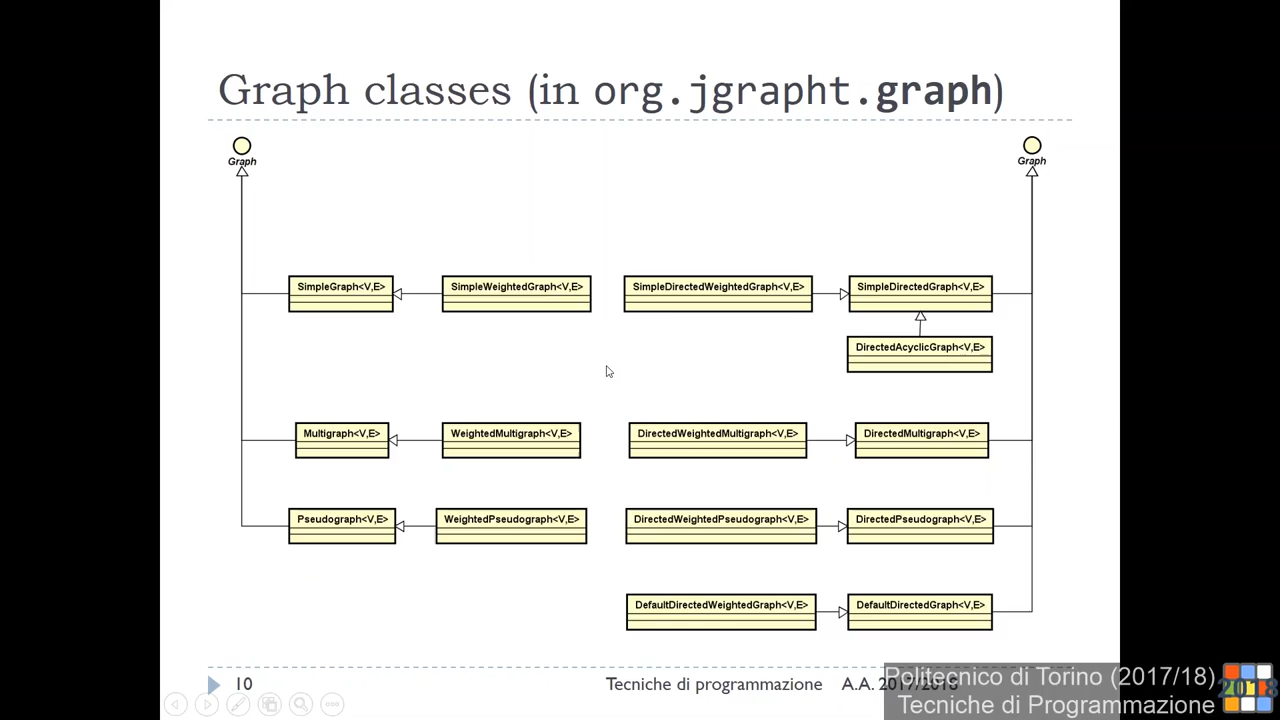 Graph classes (in org.jgrapht.graph)
Graph
Graph
SimpleGraph<V,E>
SimpleWeightedGraph<V,E>
SimpleDirectedWeightedGraph<V,E>
SimpleDirectedGraph<V,E>
DirectedAcyclicGraph<V,E>
Multigraph<V,E>
WeightedMultigraph<V,E>
DirectedWeightedMultigraph<V,E>
DirectedMultigraph<V,E>
Pseudograph<V,E>
WeightedPseudograph<V,E>
DirectedWeightedPseudograph<V,E>
DirectedPseudograph<V,E>
DefaultDirectedWeightedGraph<V,E>
DefaultDirectedGraph<V,E>
10
Tecniche di programmazione
A.A. 2017/2018
Politecnico di Torino (2017/18)
Tecniche di Programmazione
2018